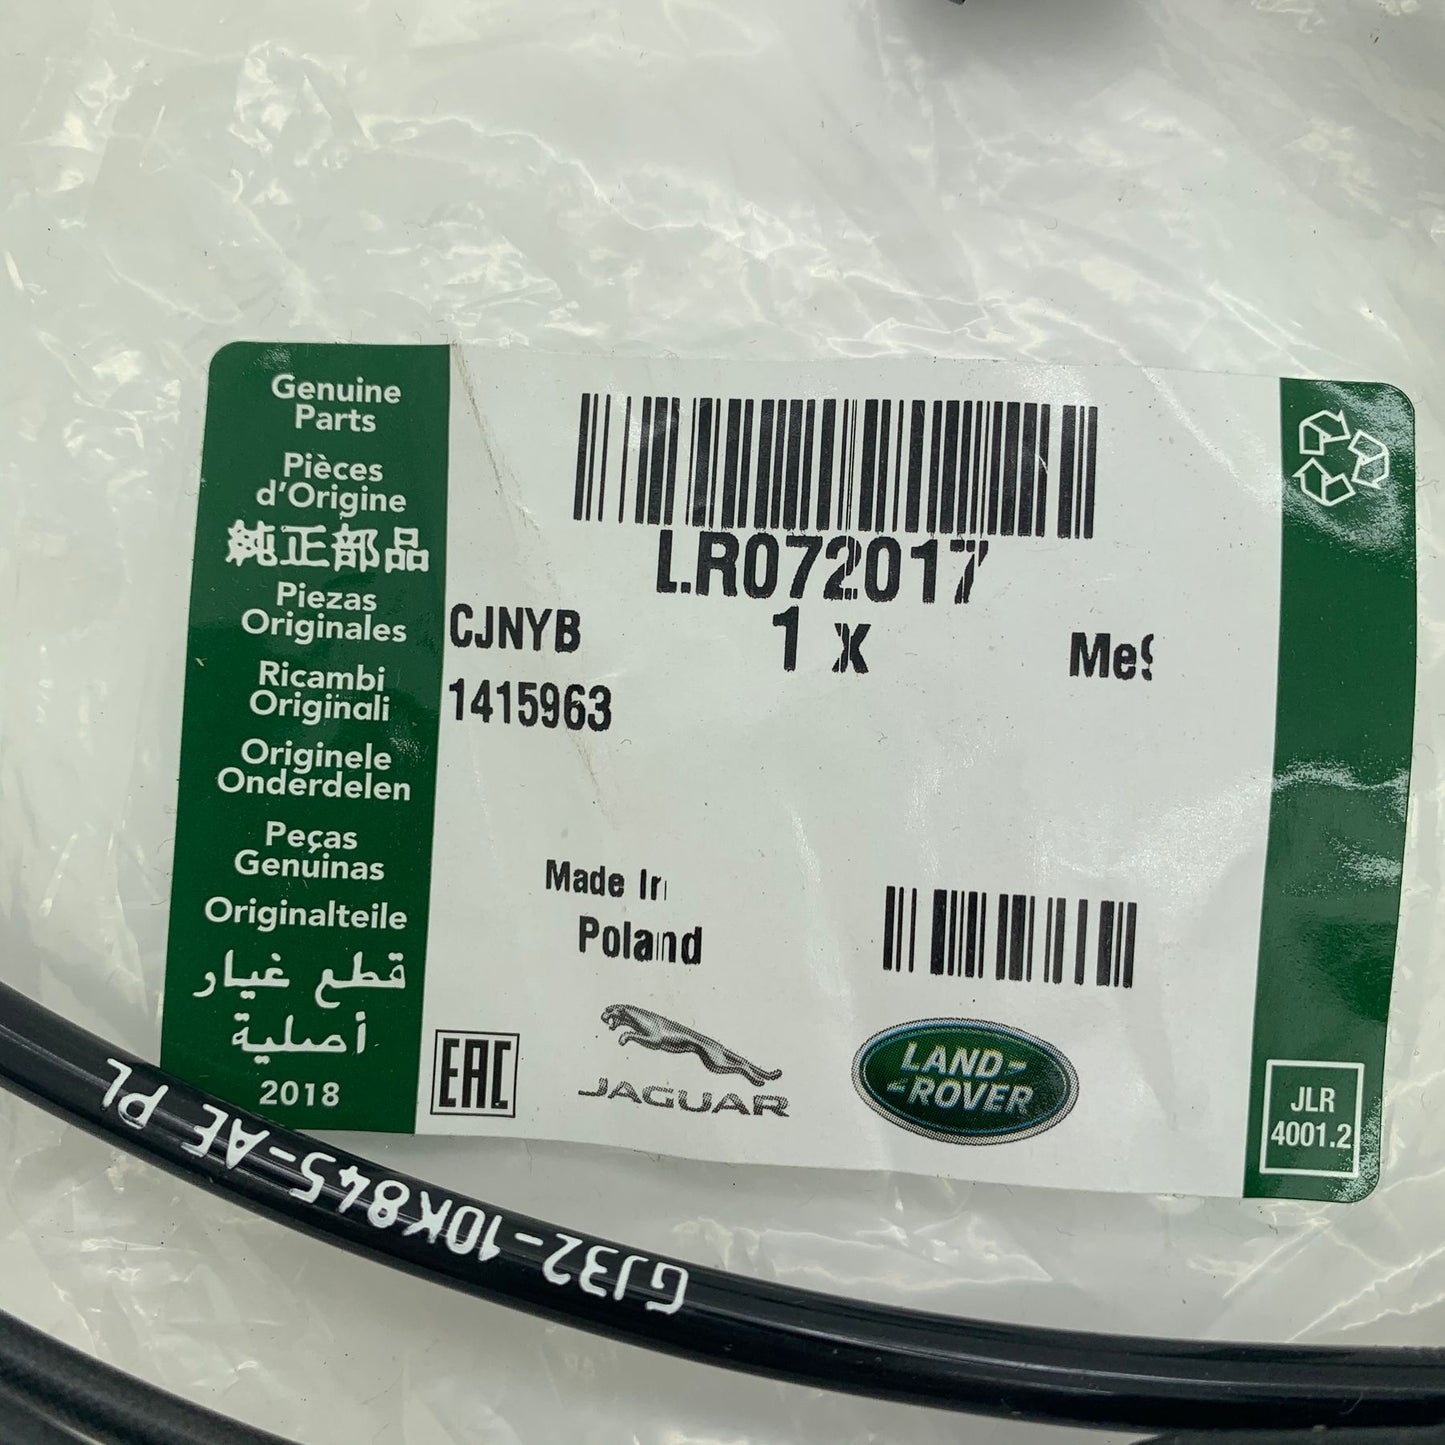 Genuine
Parts
Pièces
d'Origine
純正部品
Piezas
Originales
Ricambi
Originali
Originele
Onderdelen
Peças
Genuinas
Originalteile
قطع غيار
أصلية
2018
LR072017
CJNYB
1 x
1415963
Made In
Poland
EAC
JAGUAR
LAND-
-ROVER
JLR
4001.2
GJ32-10K845-AE PL